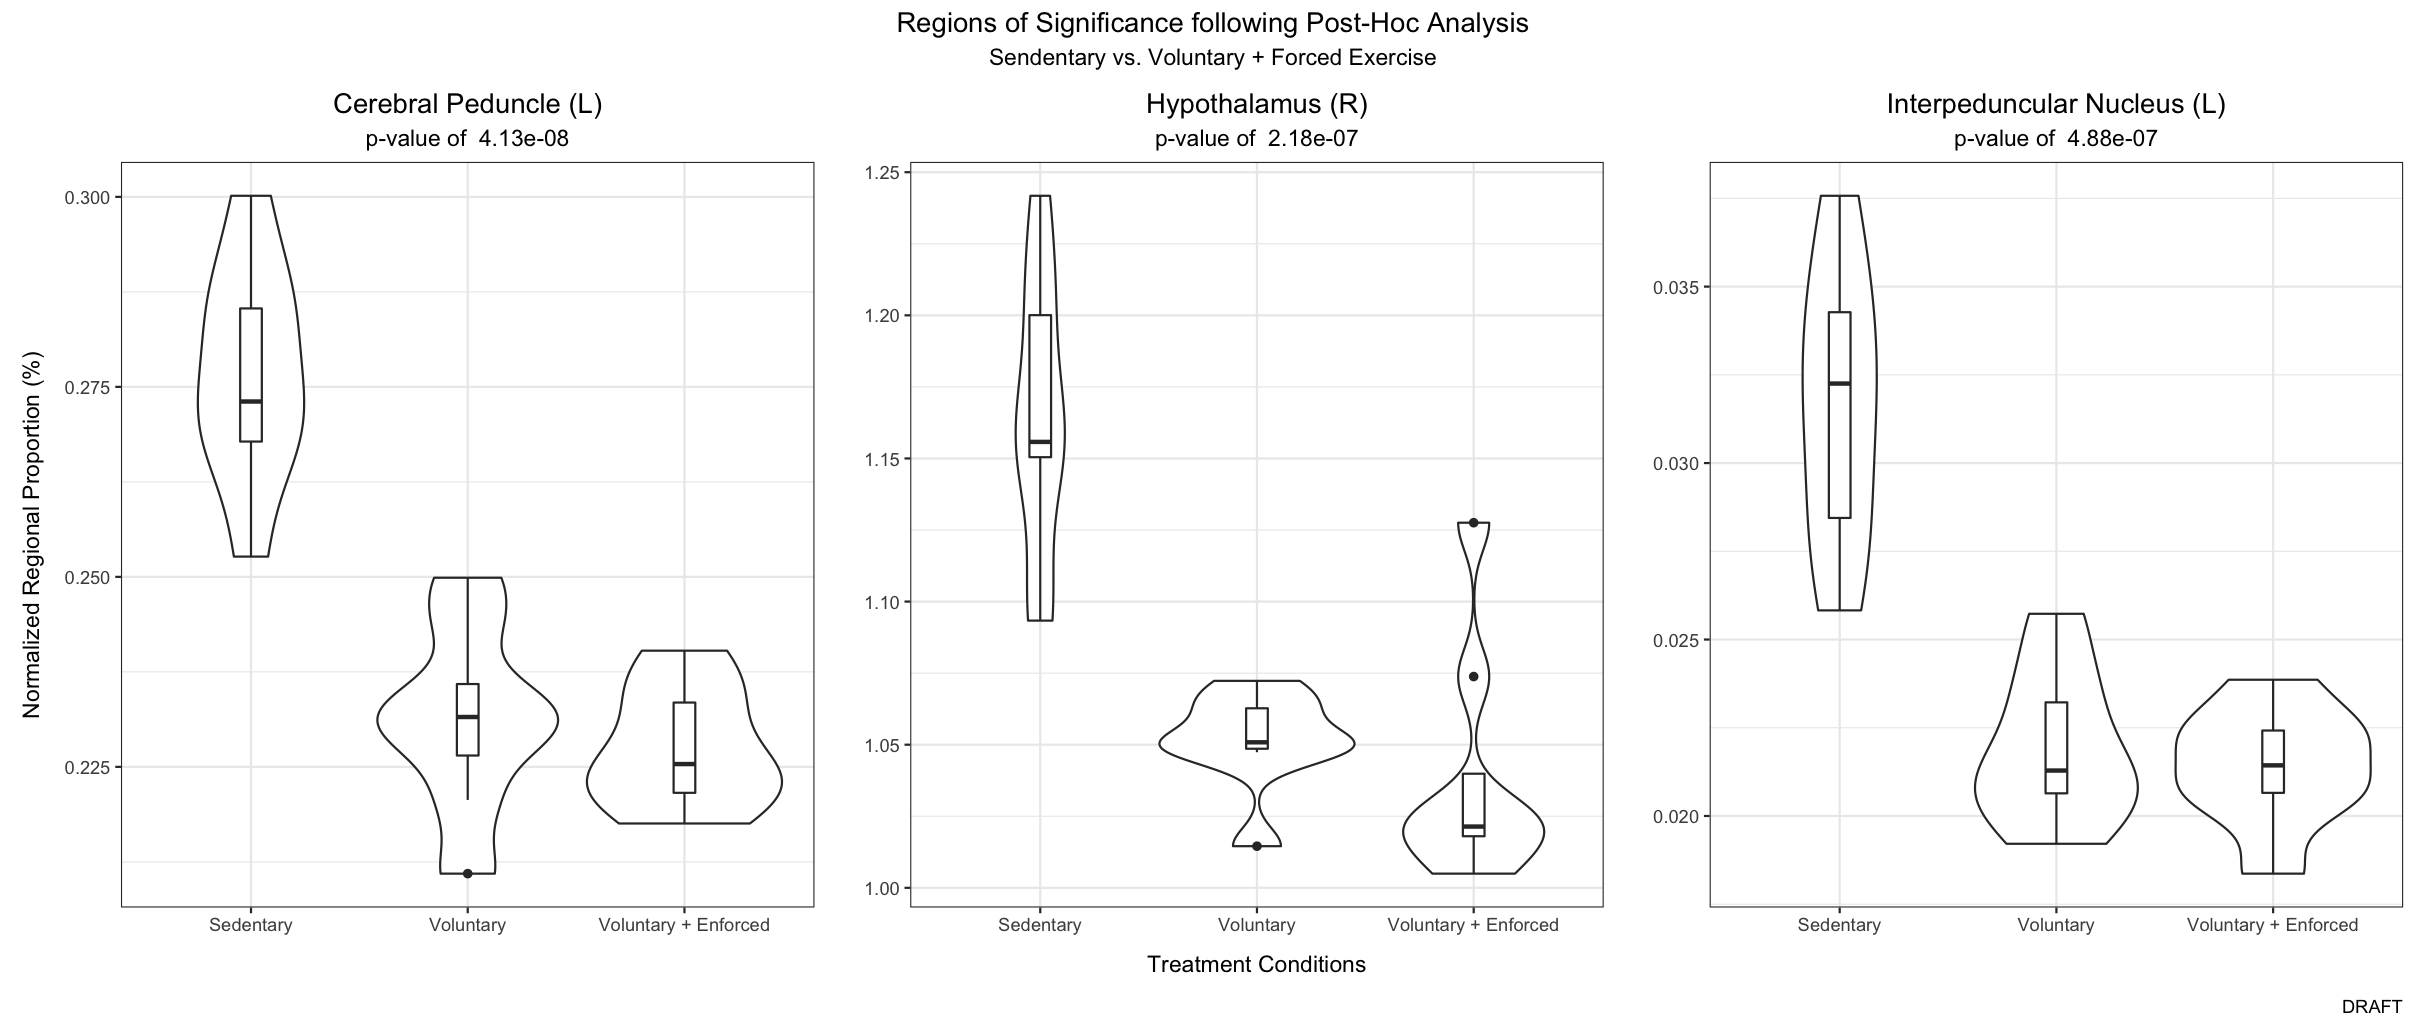 Regions of Significance following Post-Hoc Analysis
Sendentary vs. Voluntary + Forced Exercise
Normalized Regional Proportion (%)
Cerebral Peduncle (L)
p-value of 4.13e-08
0.300
0.275
0.250
0.225
Sedentary
Voluntary
Voluntary + Enforced
Hypothalamus (R)
p-value of 2.18e-07
1.25
1.20
1.15
1.10
1.05
1.00
Sedentary
Voluntary
Voluntary + Enforced
Interpeduncular Nucleus (L)
p-value of 4.88e-07
0.035
0.030
0.025
0.020
Sedentary
Voluntary
Voluntary + Enforced
Treatment Conditions
DRAFT